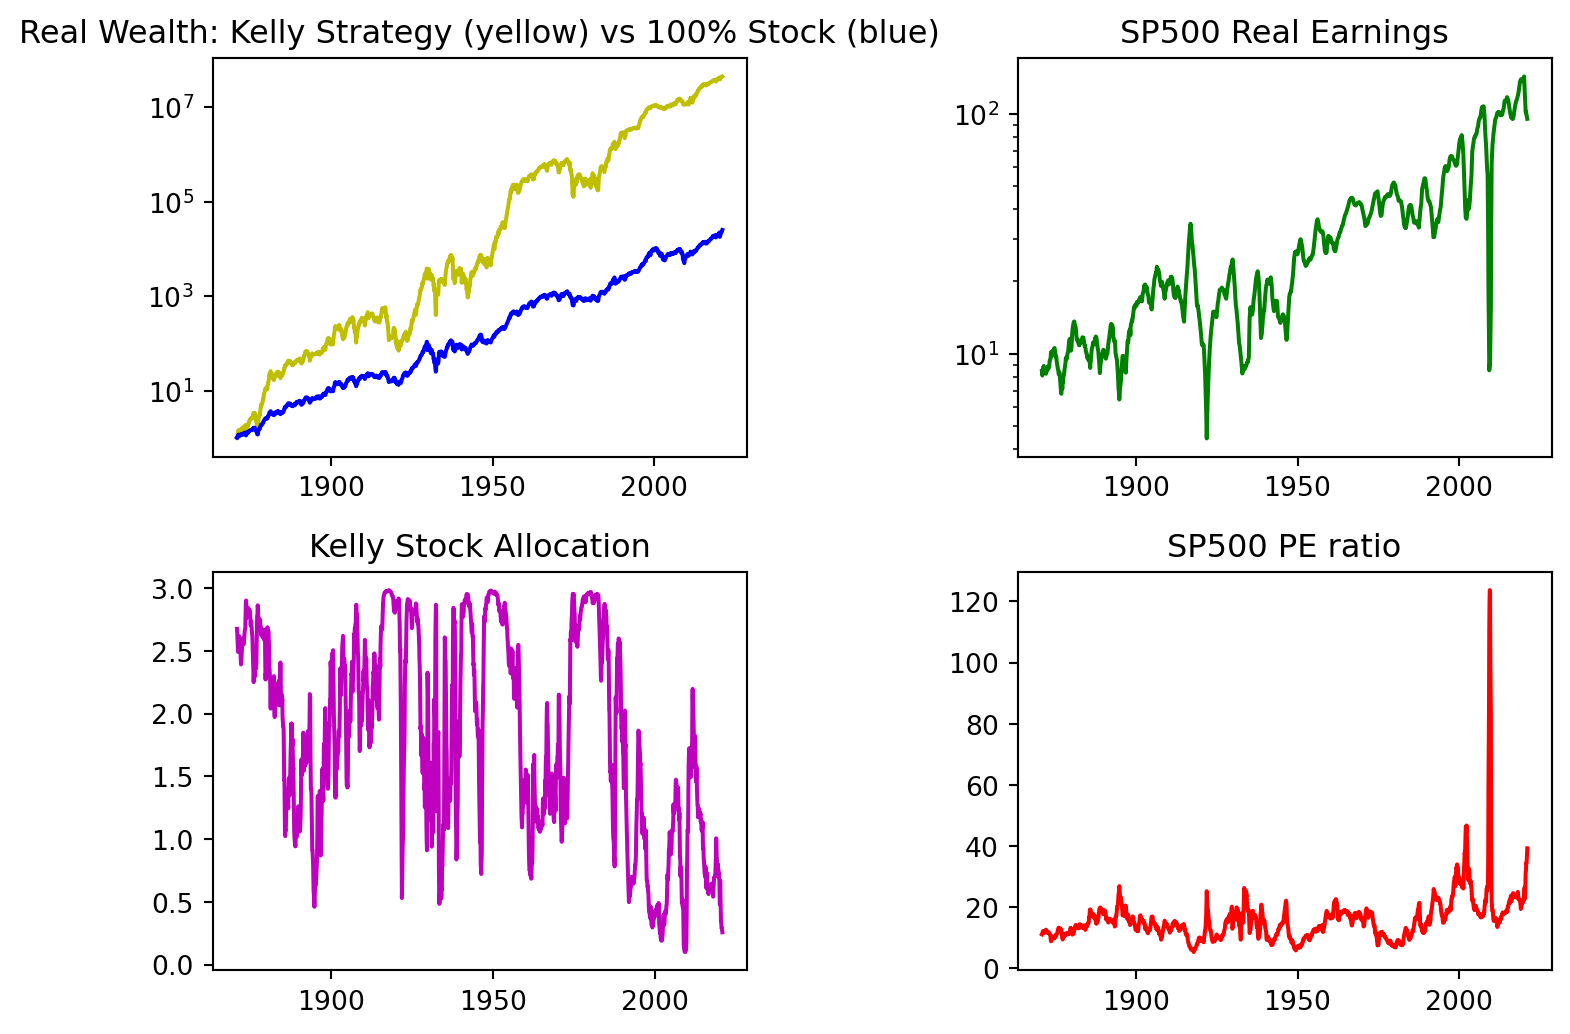 Real Wealth: Kelly Strategy (yellow) vs 100% Stock (blue)
10^7
10^5
10^3
10^1
1900 1950 2000
SP500 Real Earnings
10^2
10^1
1900 1950 2000
Kelly Stock Allocation
3.0
2.5
2.0
1.5
1.0
0.5
0.0
1900 1950 2000
SP500 PE ratio
120
100
80
60
40
20
0
1900 1950 2000